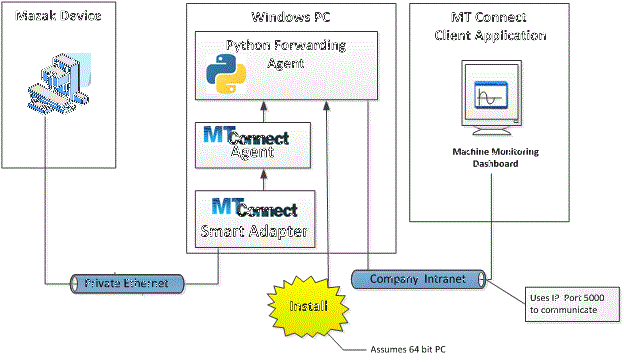 Mazak Device
Windows PC
Python Forwarding
Agent
MTConnect
Agent
MTConnect
Smart Adapter
MT Connect
Client Application
Machine Monitoring
Dashboard
Private Ethernet
Company Intranet
Install
Uses IP Port 5000
to communicate
Assumes 64 bit PC